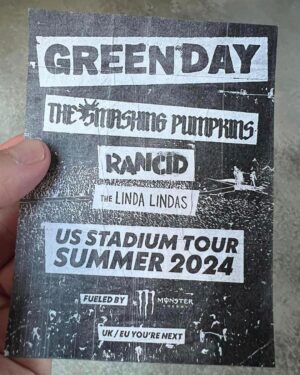 GREEN DAY
THE SMASHING PUMPKINS
RANCID
THE LINDA LINDAS
US STADIUM TOUR
SUMMER 2024
FUELED BY MONSTER
ENERGY
UK / EU YOU'RE NEXT